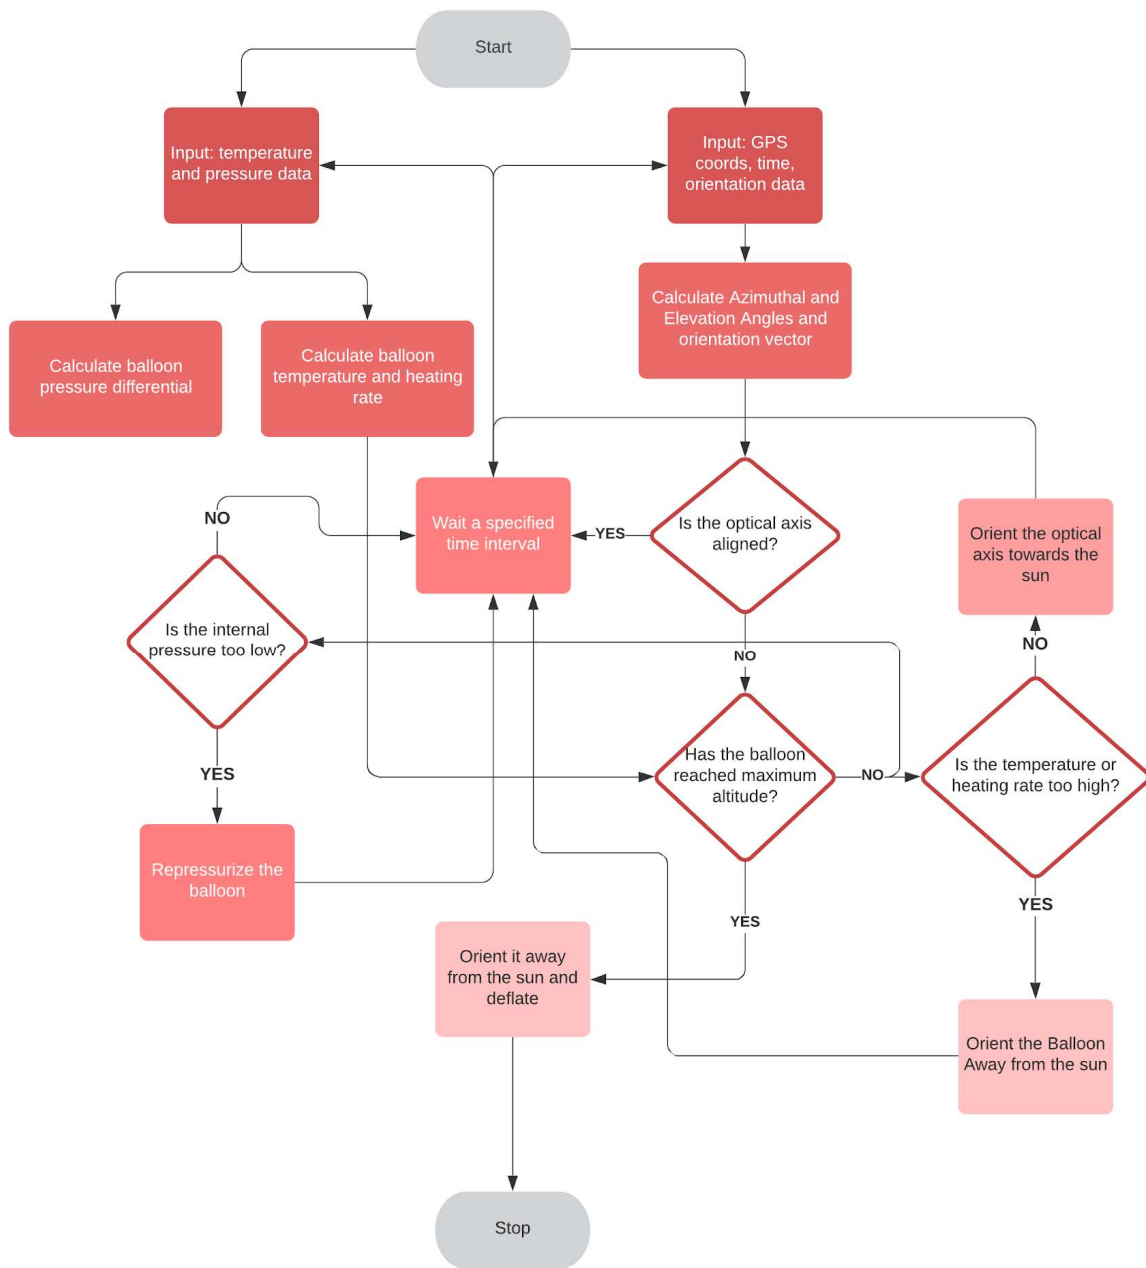 Start
Input: temperature
and pressure data
Input: GPS
coords, time,
orientation data
Calculate Azimuthal and
Elevation Angles and
orientation vector
Calculate balloon
pressure differential
Calculate balloon
temperature and heating
rate
Wait a specified
time interval
YES
Is the optical axis
aligned?
Orient the optical
axis towards the
sun
NO
Is the internal
pressure too low?
NO
NO
YES
Has the balloon
reached maximum
altitude?
NO
Is the temperature or
heating rate too high?
Repressurize the
balloon
YES
YES
Orient it away
from the sun and
deflate
Orient the Balloon
Away from the sun
Stop